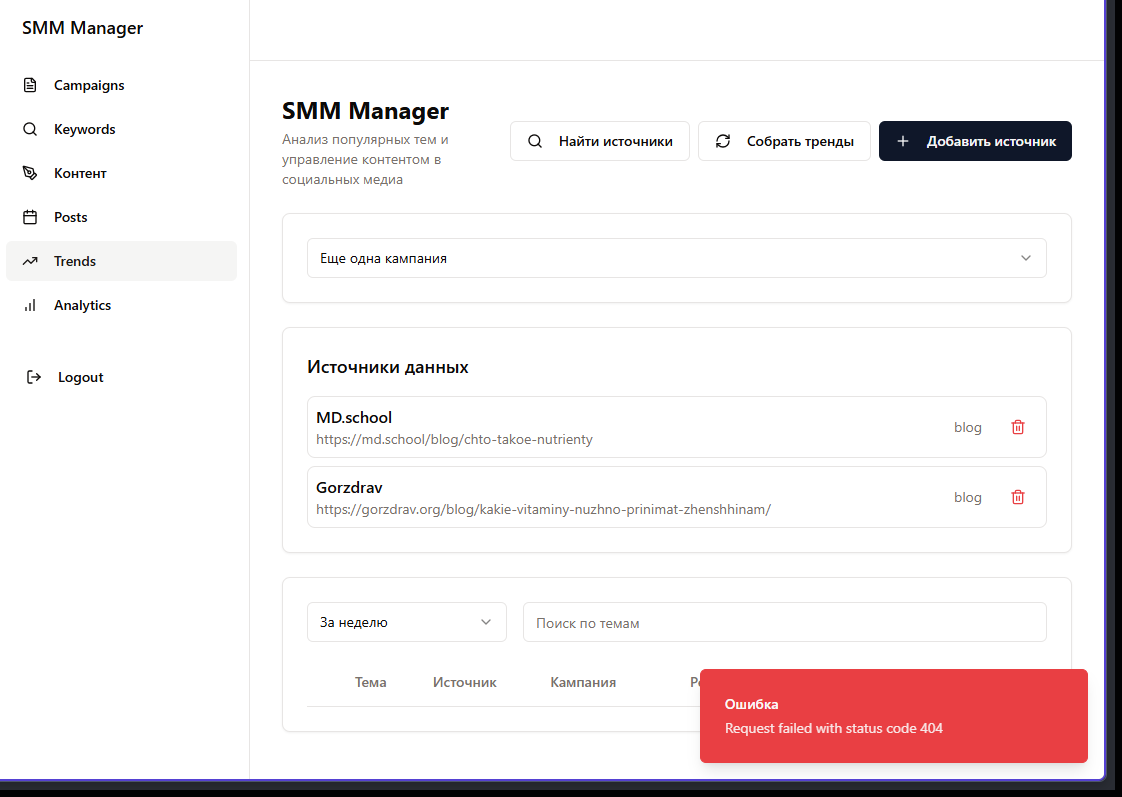 SMM Manager
Campaigns
Keywords
Контент
Posts
Trends
Analytics
Logout
SMM Manager
Анализ популярных тем и
управление контентом в
социальных медиа
Найти источники
Собрать тренды
Добавить источник
Еще одна кампания
Источники данных
MD.school
https://md.school/blog/chto-takoe-nutrienty
blog
Gorzdrav
https://gorzdrav.org/blog/kakie-vitaminy-nuzhno-prinimat-zhenshhinam/
blog
За неделю
Поиск по темам
Тема Источник Кампания
Ошибка
Request failed with status code 404